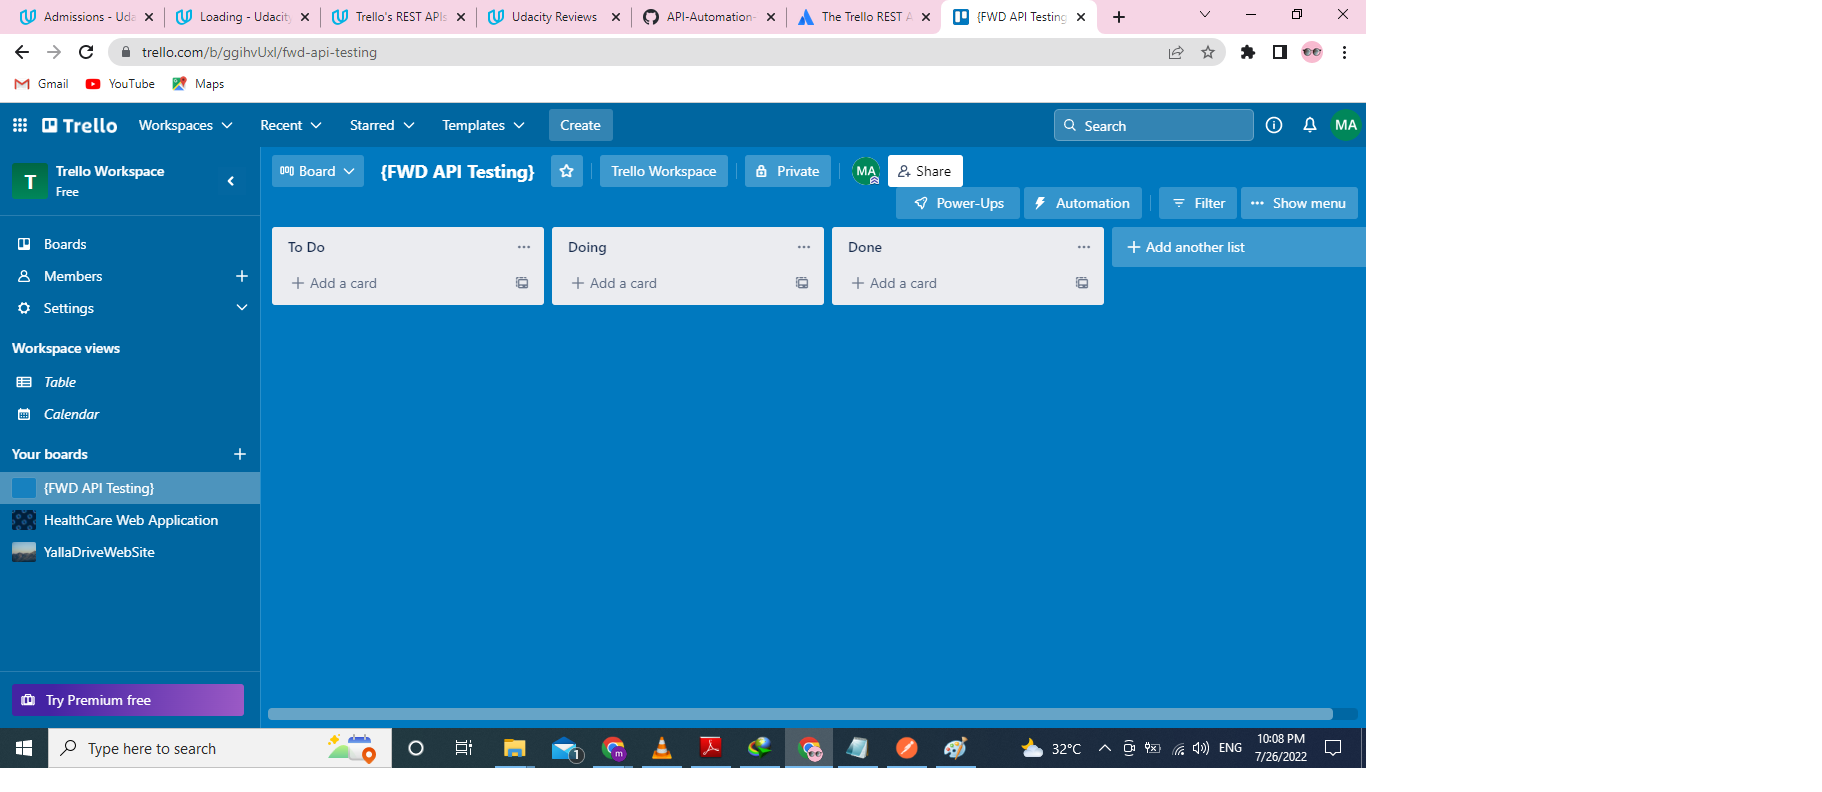 Admissions - Uda
Loading - Udacity
Trello's REST APIs
Udacity Reviews
API-Automation-
The Trello REST A
{FWD API Testing
trello.com/b/ggihvUxl/fwd-api-testing
Gmail
YouTube
Maps
Trello
Workspaces
Recent
Starred
Templates
Create
Search
MA
T
Trello Workspace
Free
Board
{FWD API Testing}
Trello Workspace
Private
MA
Share
Power-Ups
Automation
Filter
Show menu
Boards
Members
Settings
Workspace views
Table
Calendar
Your boards
{FWD API Testing}
HealthCare Web Application
YallaDriveWebSite
Try Premium free
To Do
Add a card
Doing
Add a card
Done
Add a card
Add another list
Type here to search
1
m
32°C
ENG
10:08 PM
7/26/2022